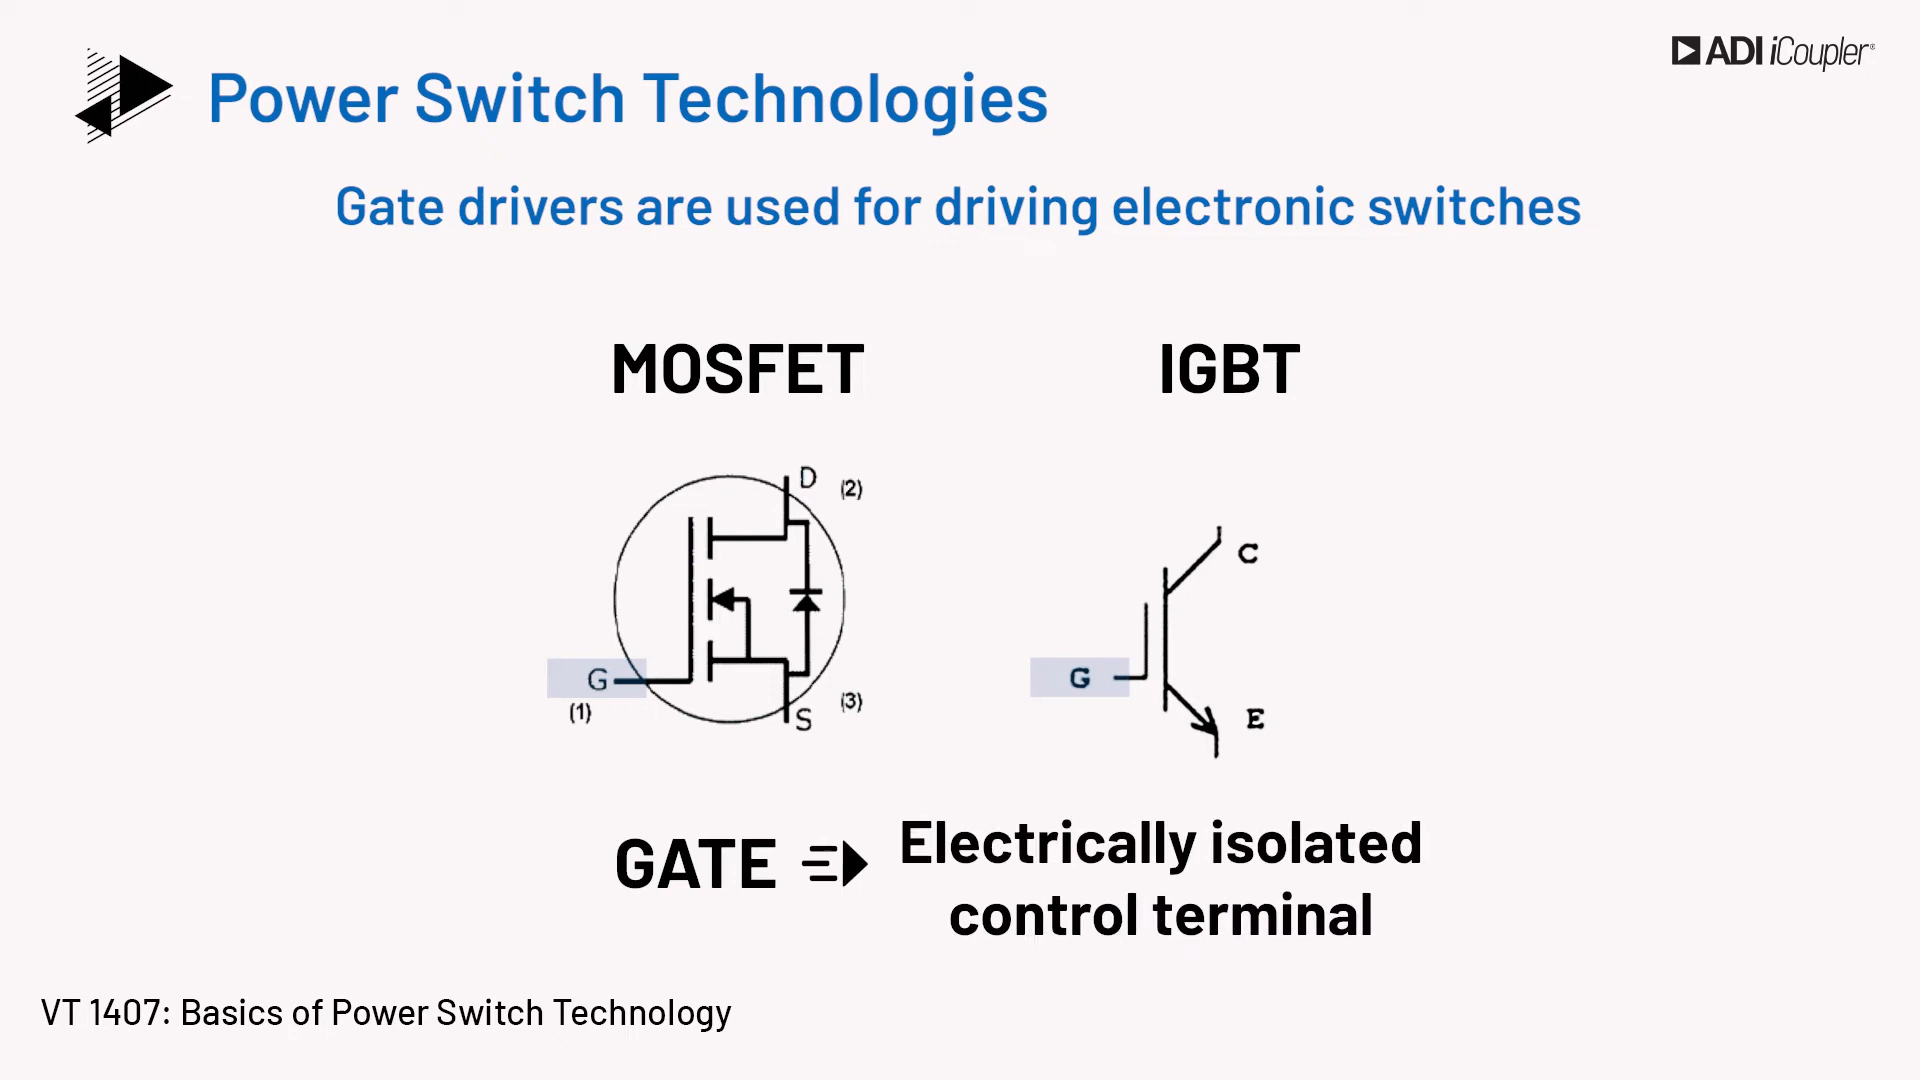 ADI iCoupler®
Power Switch Technologies
Gate drivers are used for driving electronic switches
MOSFET
IGBT
D
(2)
G
(1)
S
(3)
C
G
E
GATE
Electrically isolated
control terminal
VT 1407: Basics of Power Switch Technology